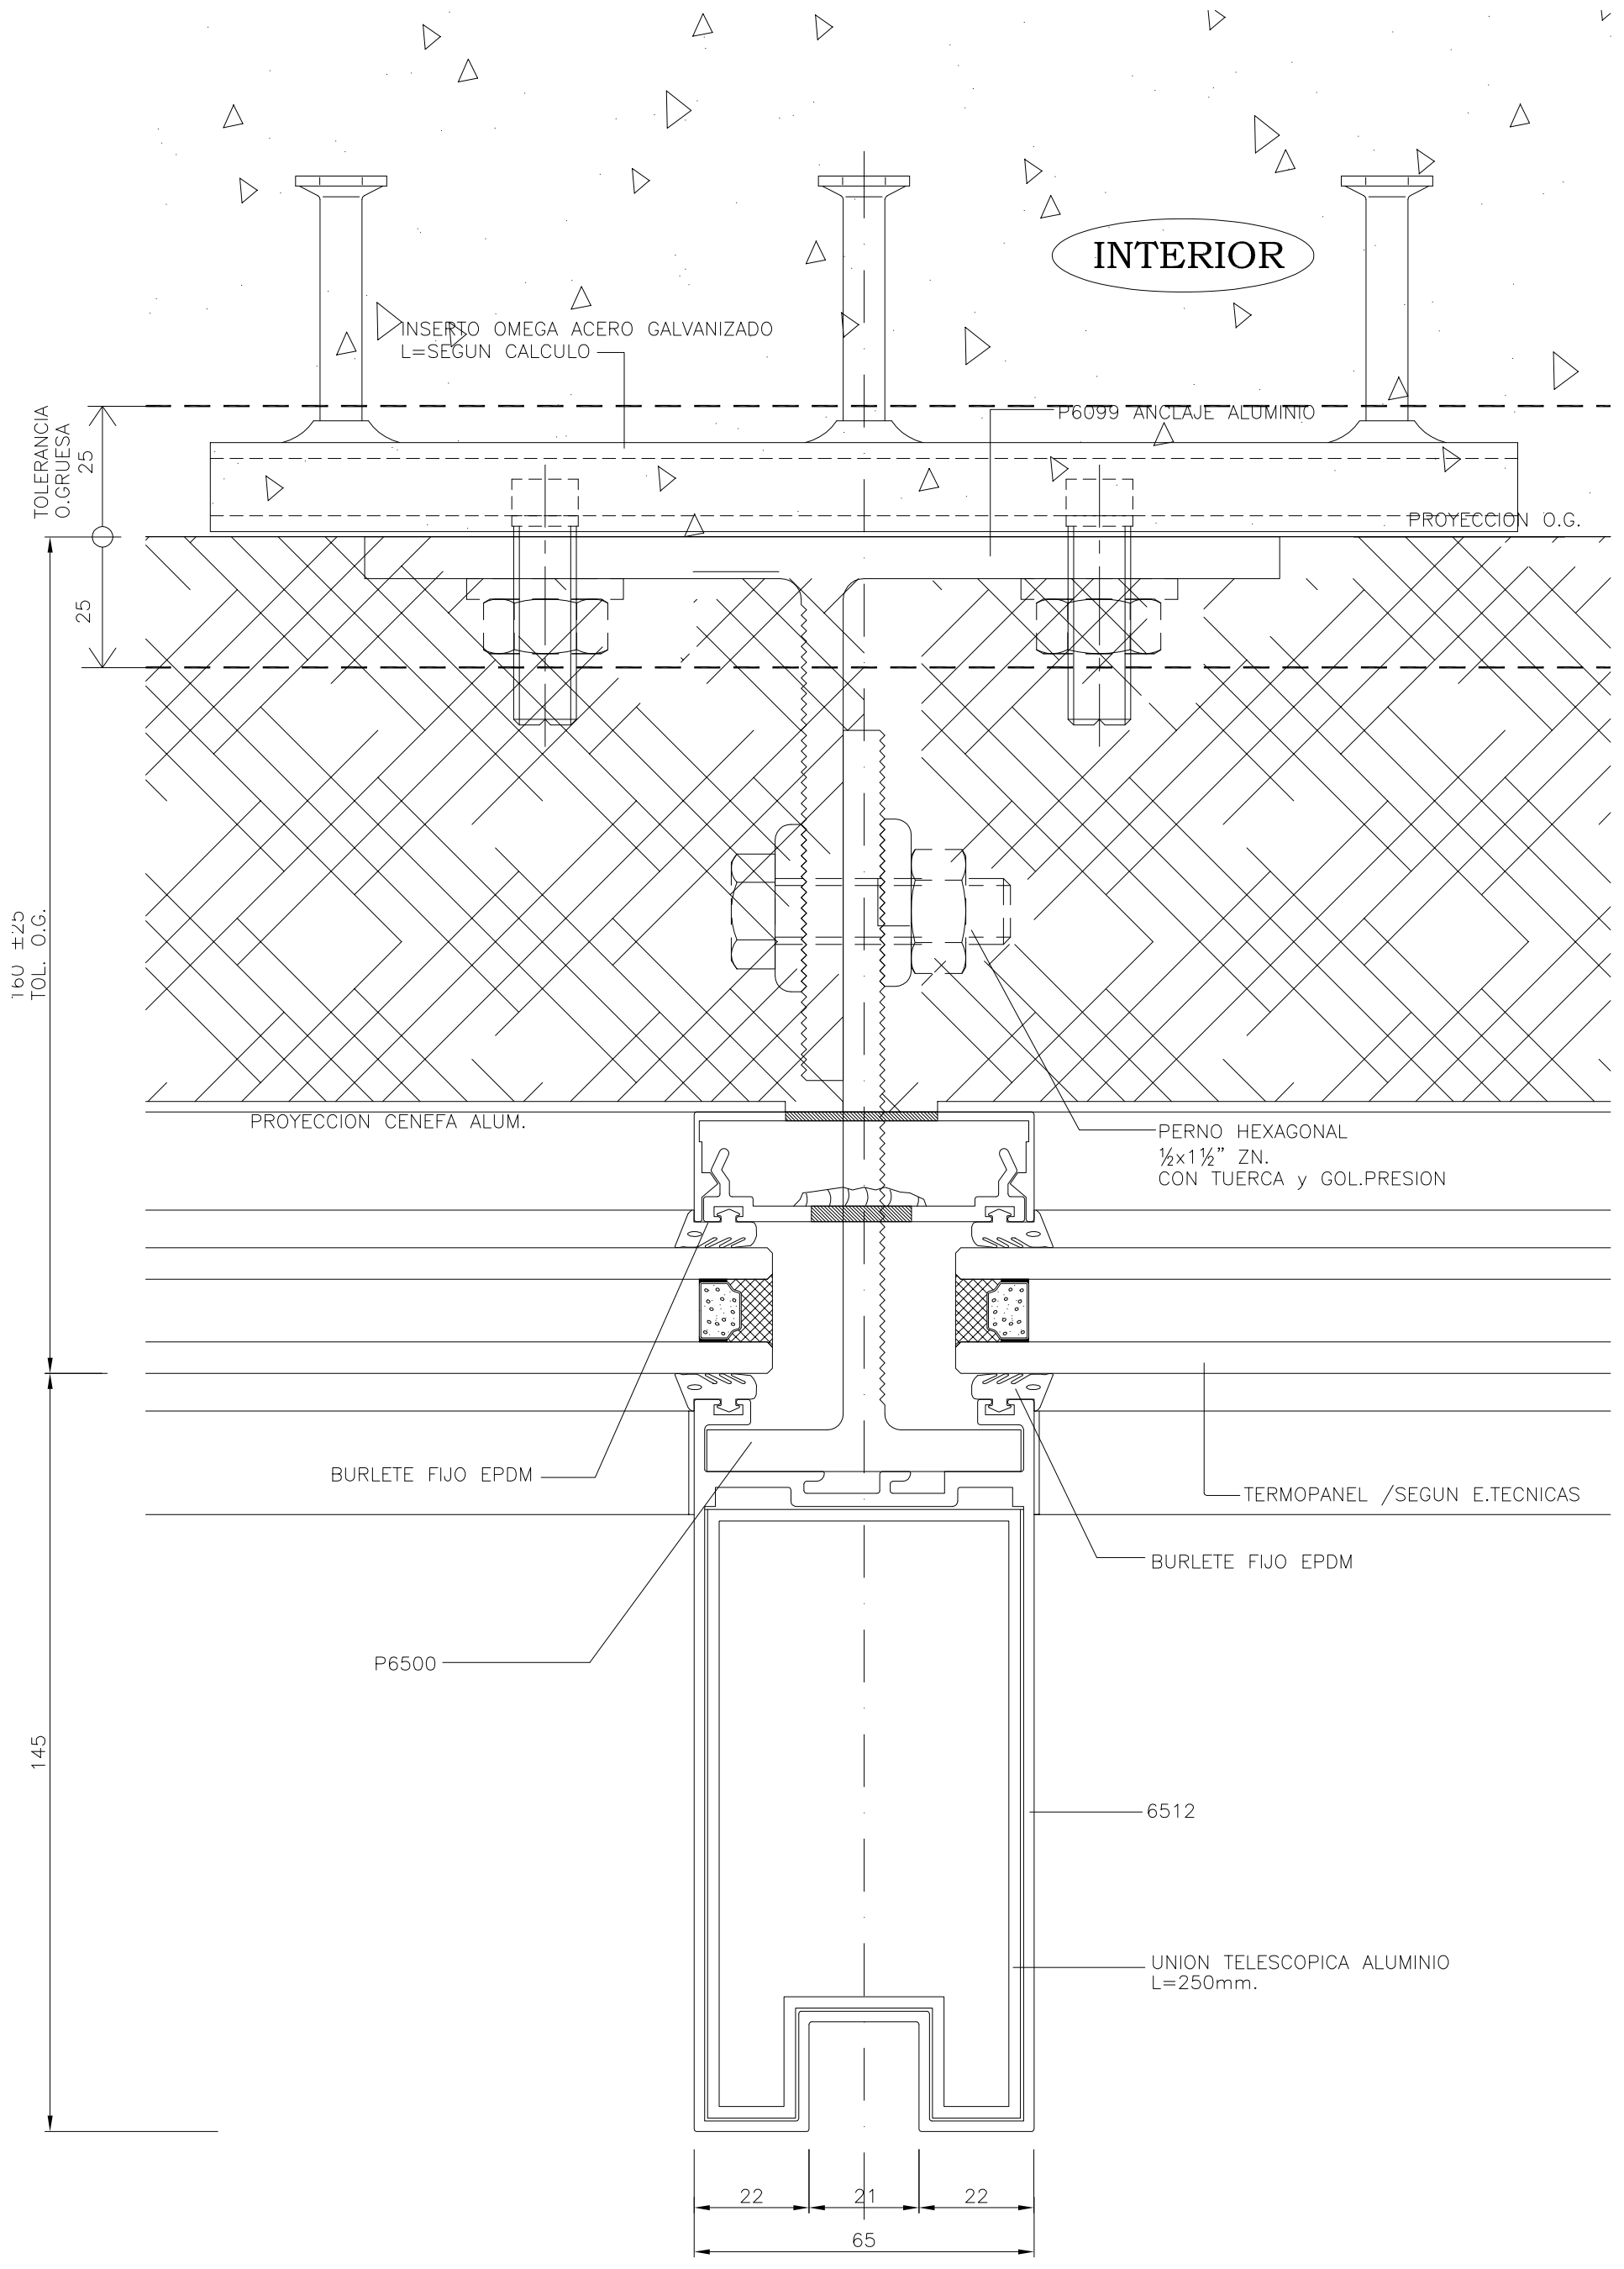 INTERIOR
INSERTO OMEGA ACERO GALVANIZADO
L=SEGUN CALCULO
P6099 ANCLAJE ALUMINIO
TOLERANCIA
O.GRUESA
25
PROYECCION O.G.
25
160 ±25
TOL. O.G.
PROYECCION CENEFA ALUM.
PERNO HEXAGONAL
½x1½” ZN.
CON TUERCA y GOL.PRESION
BURLETE FIJO EPDM
TERMOPANEL /SEGUN E.TECNICAS
BURLETE FIJO EPDM
P6500
145
6512
UNION TELESCOPICA ALUMINIO
L=250mm.
22
21
22
65